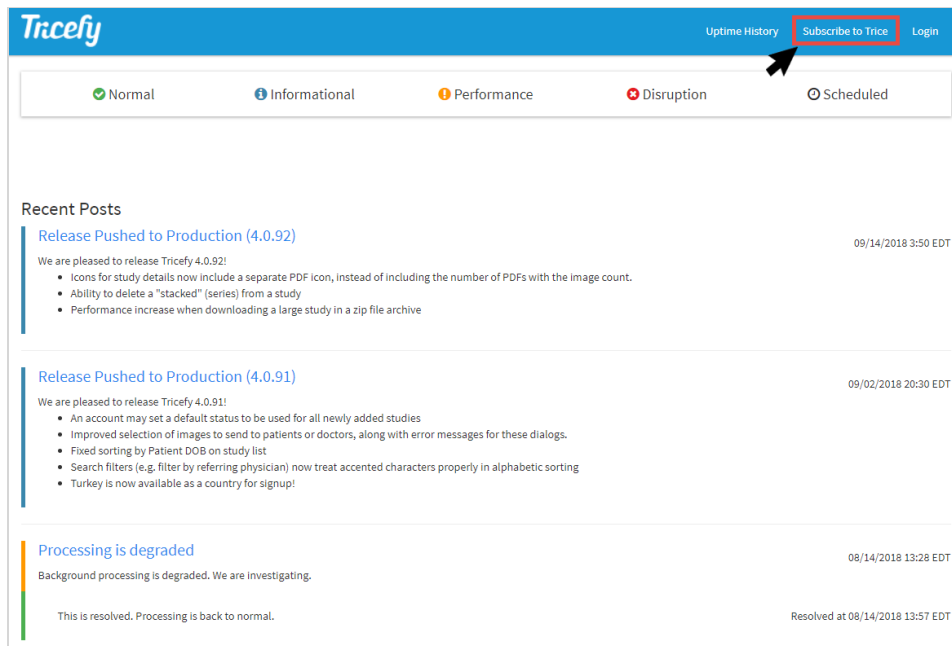 Tricefy
Uptime History Subscribe to Trice Login
Normal Informational Performance Disruption Scheduled
Recent Posts
Release Pushed to Production (4.0.92)
09/14/2018 3:50 EDT
We are pleased to release Tricefy 4.0.92!
• Icons for study details now include a separate PDF icon, instead of including the number of PDFs with the image count.
• Ability to delete a "stacked" (series) from a study
• Performance increase when downloading a large study in a zip file archive
Release Pushed to Production (4.0.91)
09/02/2018 20:30 EDT
We are pleased to release Tricefy 4.0.91!
• An account may set a default status to be used for all newly added studies
• Improved selection of images to send to patients or doctors, along with error messages for these dialogs.
• Fixed sorting by Patient DOB on study list
• Search filters (e.g. filter by referring physician) now treat accented characters properly in alphabetic sorting
• Turkey is now available as a country for signup!
Processing is degraded
08/14/2018 13:28 EDT
Background processing is degraded. We are investigating.
This is resolved. Processing is back to normal.
Resolved at 08/14/2018 13:57 EDT